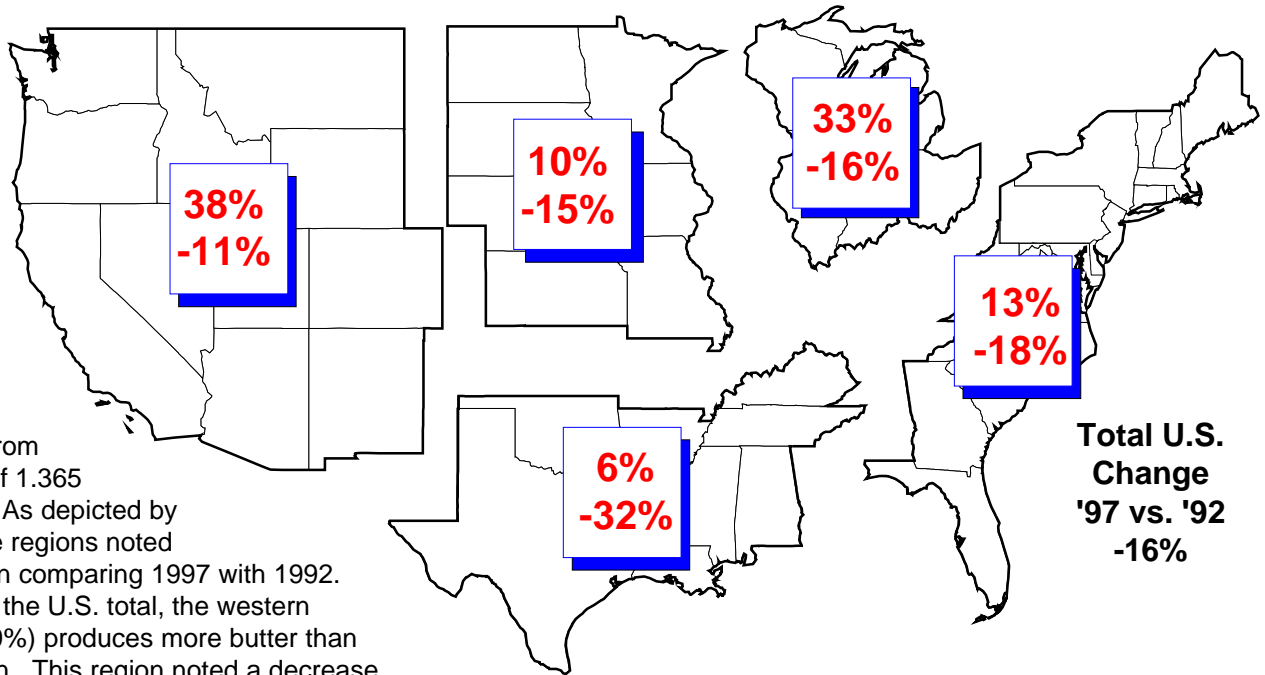 38%
-11%
10%
-15%
33%
-16%
13%
-18%
6%
-32%
Total U.S.
Change
'97 vs. '92
-16%
1.365
As depicted by
regions noted
comparing 1997 with 1992.
the U.S. total, the western
produces more butter than
This region noted a decrease